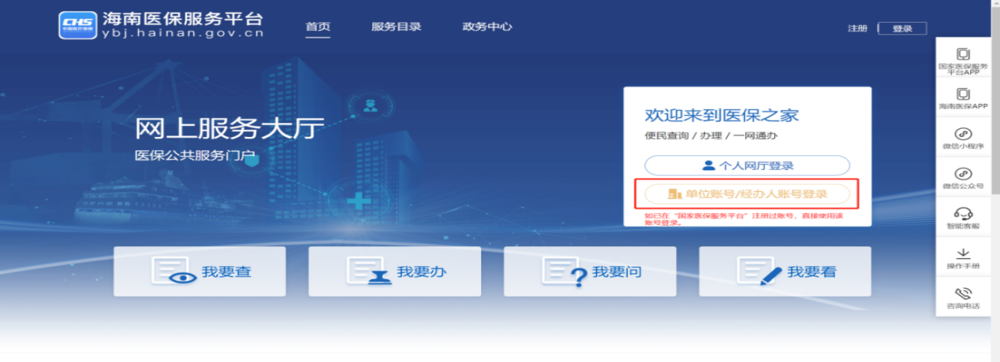 CHS
中国医疗保障
海南医保服务平台
ybj.hainan.gov.cn
首页
服务目录
政务中心
注册
登录
网上服务大厅
医保公共服务门户
欢迎来到医保之家
便民查询 / 办理 / 一网通办
个人网厅登录
单位账号/经办人账号登录
如已在“国家医保服务平台”注册过账号，直接使用该
账号登录。
我要查
我要办
我要问
我要看
国家医保服务
平台APP
海南医保APP
微信小程序
微信公众号
智能客服
操作手册
咨询电话